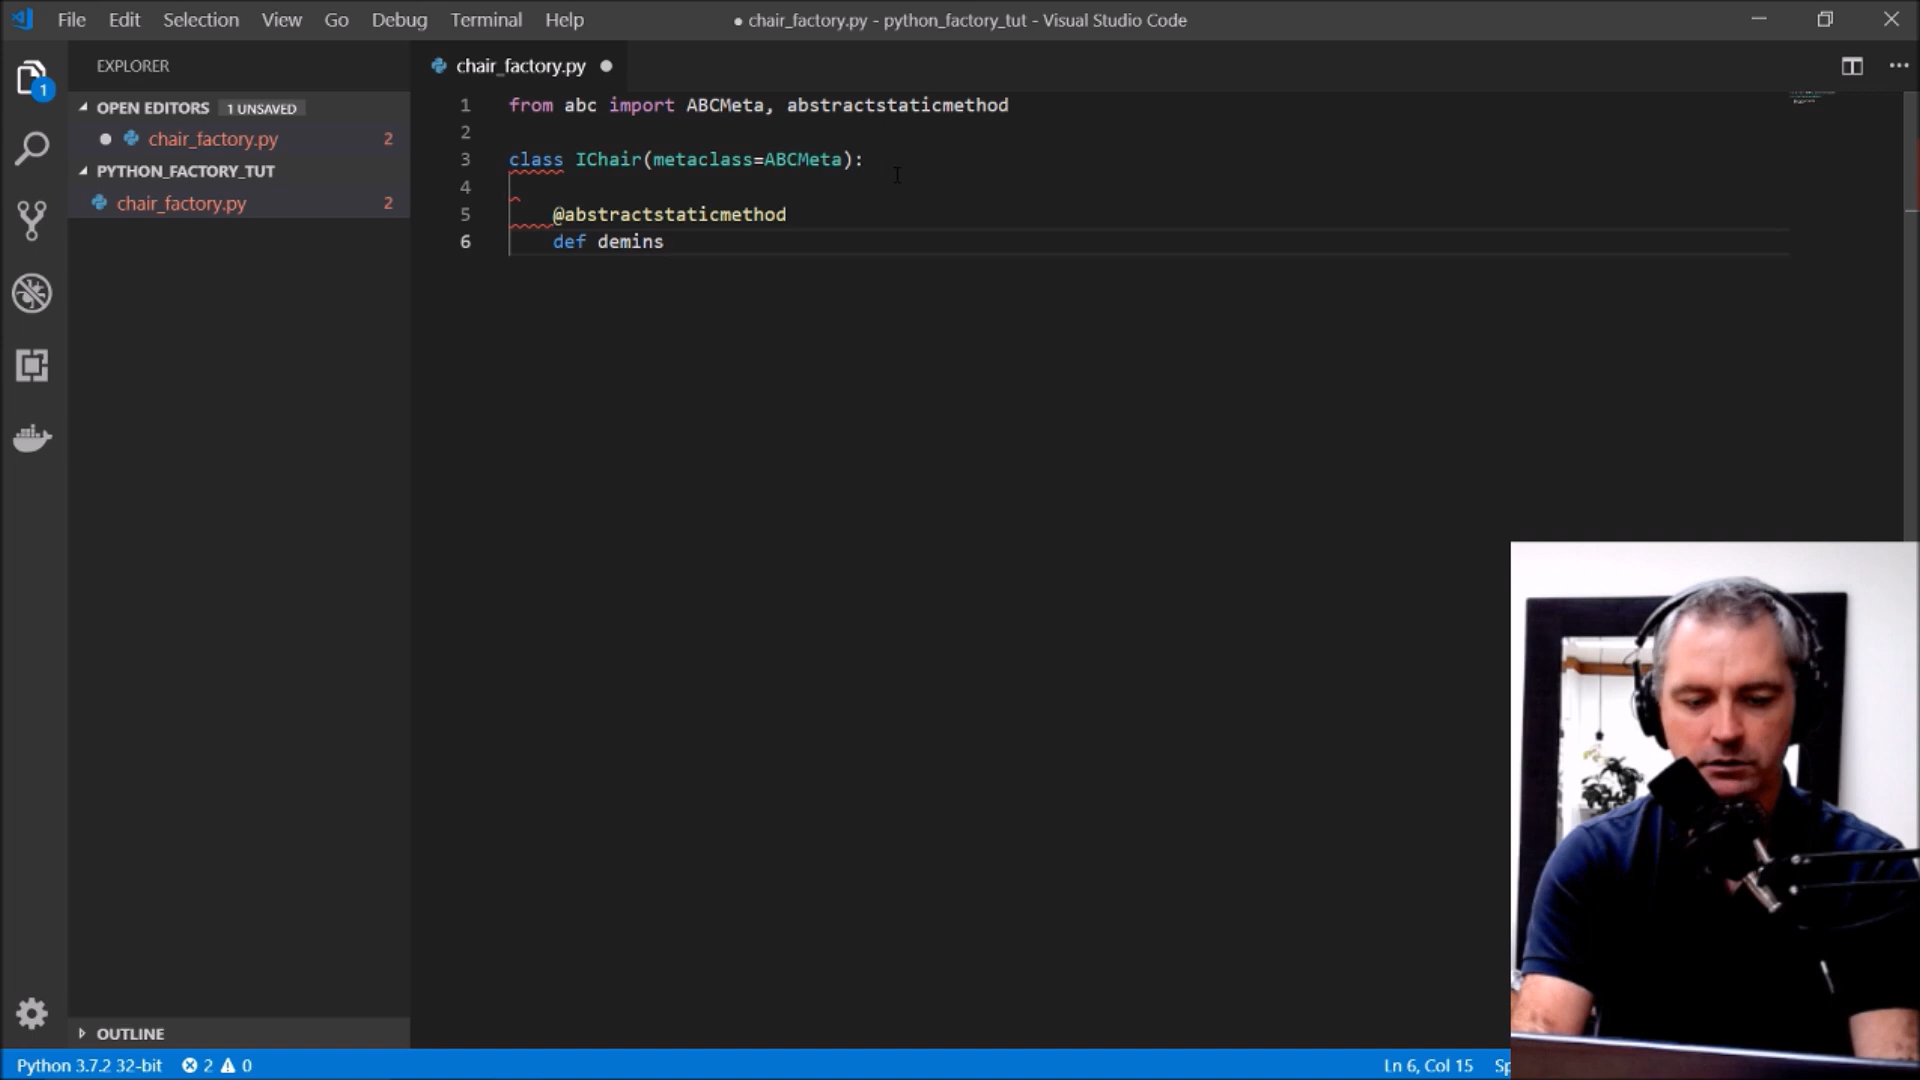 File Edit Selection View Go Debug Terminal Help
● chair_factory.py - python_factory_tut - Visual Studio Code
EXPLORER
OPEN EDITORS 1 UNSAVED
chair_factory.py 2
PYTHON_FACTORY_TUT
chair_factory.py 2
OUTLINE
1
chair_factory.py
1 from abc import ABCMeta, abstractstaticmethod
2
3 class IChair(metaclass=ABCMeta):
4
5 @abstractstaticmethod
6 def demins
Python 3.7.2 32-bit 2 0
Ln 6, Col 15 Sp